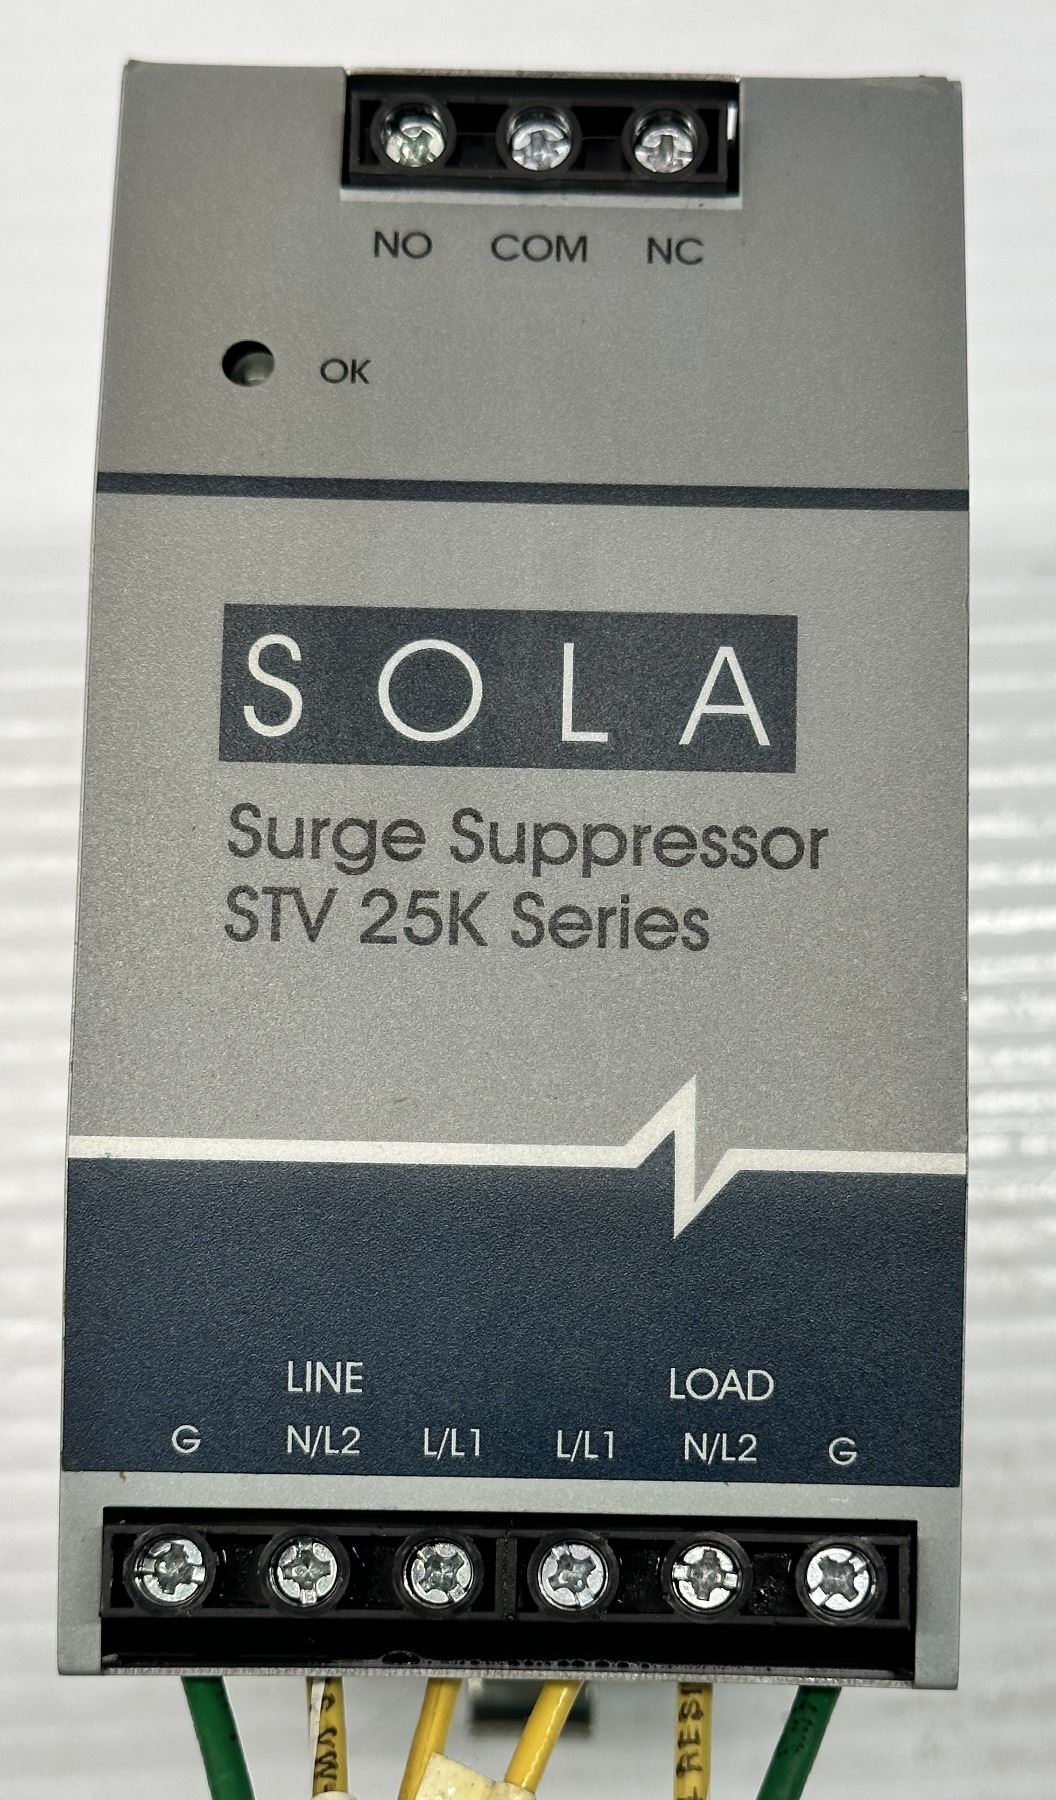 NO COM NC
OK
SOLA
Surge Suppressor
STV 25K Series
LINE LOAD
G N/L2 L/L1 L/L1 N/L2 G